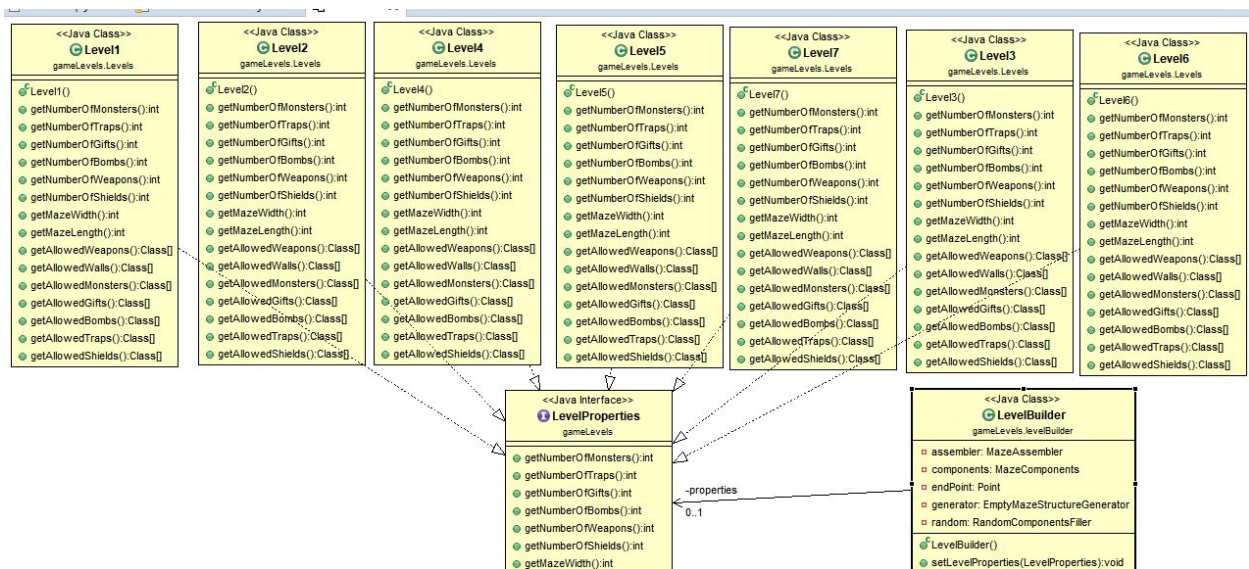 <<Java Class>>
Level1
gameLevels.Levels
Level1()
getNumberOfMonsters():int
getNumberOfTraps():int
getNumberOfGifts():int
getNumberOfBombs():int
getNumberOfWeapons():int
getNumberOfShields():int
getMazeWidth():int
getMazeLength():int
getAllowedWeapons():Class[]
getAllowedWalls():Class[]
getAllowedMonsters():Class[]
getAllowedGifts():Class[]
getAllowedBombs():Class[]
getAllowedTraps():Class[]
getAllowedShields():Class[]
<<Java Class>>
Level2
gameLevels.Levels
Level2()
getNumberOfMonsters():int
getNumberOfTraps():int
getNumberOfGifts():int
getNumberOfBombs():int
getNumberOfWeapons():int
getNumberOfShields():int
getMazeWidth():int
getMazeLength():int
getAllowedWeapons():Class[]
getAllowedWalls():Class[]
getAllowedMonsters():Class[]
getAllowedGifts():Class[]
getAllowedBombs():Class[]
getAllowedTraps():Class[]
getAllowedShields():Class[]
<<Java Class>>
Level4
gameLevels.Levels
Level4()
getNumberOfMonsters():int
getNumberOfTraps():int
getNumberOfGifts():int
getNumberOfBombs():int
getNumberOfWeapons():int
getNumberOfShields():int
getMazeWidth():int
getMazeLength():int
getAllowedWeapons():Class[]
getAllowedWalls():Class[]
getAllowedMonsters():Class[]
getAllowedGifts():Class[]
getAllowedBombs():Class[]
getAllowedTraps():Class[]
getAllowedShields():Class[]
<<Java Class>>
Level5
gameLevels.Levels
Level5()
getNumberOfMonsters():int
getNumberOfTraps():int
getNumberOfGifts():int
getNumberOfBombs():int
getNumberOfWeapons():int
getNumberOfShields():int
getMazeWidth():int
getMazeLength():int
getAllowedWeapons():Class[]
getAllowedWalls():Class[]
getAllowedMonsters():Class[]
getAllowedGifts():Class[]
getAllowedBombs():Class[]
getAllowedTraps():Class[]
getAllowedShields():Class[]
<<Java Class>>
Level7
gameLevels.Levels
Level7()
getNumberOfMonsters():int
getNumberOfTraps():int
getNumberOfGifts():int
getNumberOfBombs():int
getNumberOfWeapons():int
getNumberOfShields():int
getMazeWidth():int
getMazeLength():int
getAllowedWeapons():Class[]
getAllowedWalls():Class[]
getAllowedMonsters():Class[]
getAllowedGifts():Class[]
getAllowedBombs():Class[]
getAllowedTraps():Class[]
getAllowedShields():Class[]
<<Java Class>>
Level3
gameLevels.Levels
Level3()
getNumberOfMonsters():int
getNumberOfTraps():int
getNumberOfGifts():int
getNumberOfBombs():int
getNumberOfWeapons():int
getNumberOfShields():int
getMazeWidth():int
getMazeLength():int
getAllowedWeapons():Class[]
getAllowedWalls():Class[]
getAllowedMonsters():Class[]
getAllowedGifts():Class[]
getAllowedBombs():Class[]
getAllowedTraps():Class[]
getAllowedShields():Class[]
<<Java Class>>
Level6
gameLevels.Levels
Level6()
getNumberOfMonsters():int
getNumberOfTraps():int
getNumberOfGifts():int
getNumberOfBombs():int
getNumberOfWeapons():int
getNumberOfShields():int
getMazeWidth():int
getMazeLength():int
getAllowedWeapons():Class[]
getAllowedWalls():Class[]
getAllowedMonsters():Class[]
getAllowedGifts():Class[]
getAllowedBombs():Class[]
getAllowedTraps():Class[]
getAllowedShields():Class[]
<<Java Interface>>
LevelProperties
gameLevels
getNumberOfMonsters():int
getNumberOfTraps():int
getNumberOfGifts():int
getNumberOfBombs():int
getNumberOfWeapons():int
getNumberOfShields():int
getMazeWidth():int
-properties
0..1
<<Java Class>>
LevelBuilder
gameLevels.levelBuilder
assembler: MazeAssembler
components: MazeComponents
endPoint: Point
generator: EmptyMazeStructureGenerator
random: RandomComponentsFiller
LevelBuilder()
setLevelProperties(LevelProperties):void